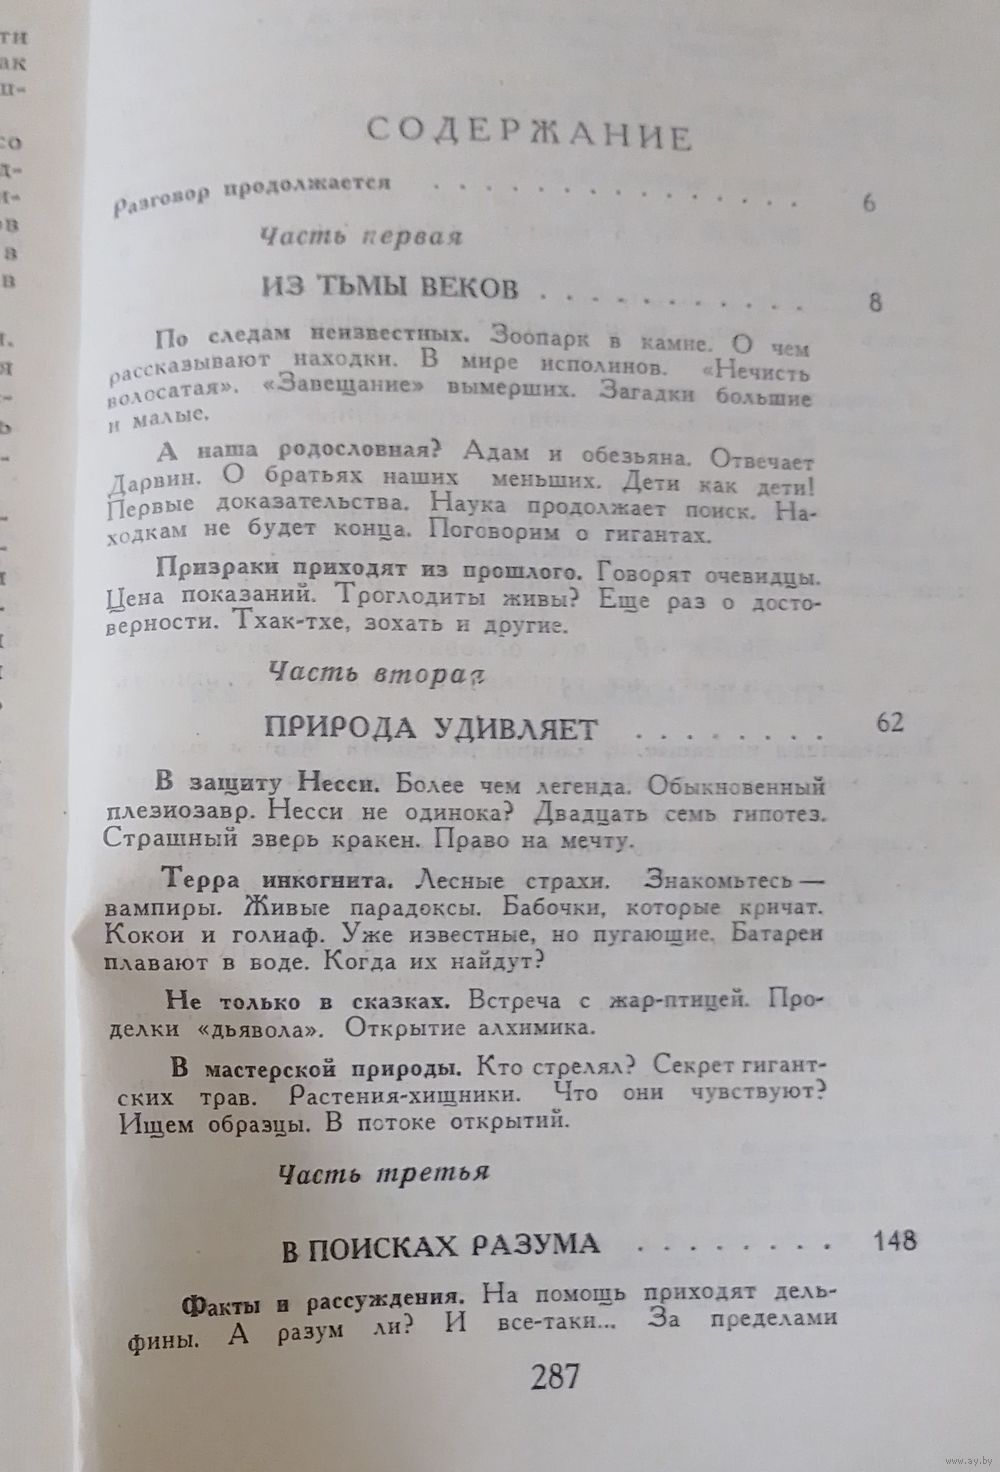 ти
ак
п-
со
д-
и-
ов
в
в
СОДЕРЖАНИЕ
Разговор продолжается . . . . . . . . . . . . . . 6
Часть первая
ИЗ ТЬМЫ ВЕКОВ . . . . . . . . . . . 8
По следам неизвестных. Зоопарк в камне. О чем
рассказывают находки. В мире исполинов. «Нечисть
волосатая». «Завещание» вымерших. Загадки большие
и малые.
А наша родословная? Адам и обезьяна. Отвечает
Дарвин. О братьях наших меньших. Дети как дети!
Первые доказательства. Наука продолжает поиск. На-
ходкам не будет конца. Поговорим о гигантах.
Призраки приходят из прошлого. Говорят очевидцы.
Цена показаний. Троглодиты живы? Еще раз о досто-
верности. Тхак-тхе, зохать и другие.
Часть вторая
ПРИРОДА УДИВЛЯЕТ . . . . . . . . 62
В защиту Несси. Более чем легенда. Обыкновенный
плезиозавр. Несси не одинока? Двадцать семь гипотез.
Страшный зверь кракен. Право на мечту.
Терра инкогнита. Лесные страхи. Знакомьтесь —
вампиры. Живые парадоксы. Бабочки, которые кричат.
Кокои и голиаф. Уже известные, но пугающие. Батареи
плавают в воде. Когда их найдут?
Не только в сказках. Встреча с жар-птицей. Про-
делки «дьявола». Открытие алхимика.
В мастерской природы. Кто стрелял? Секрет гигант-
ских трав. Растения-хищники. Что они чувствуют?
Ищем образцы. В потоке открытий.
Часть третья
В ПОИСКАХ РАЗУМА . . . . . . . . 148
Факты и рассуждения. На помощь приходят дель-
фины. А разум ли? И все-таки... За пределами
287
www.ay.by